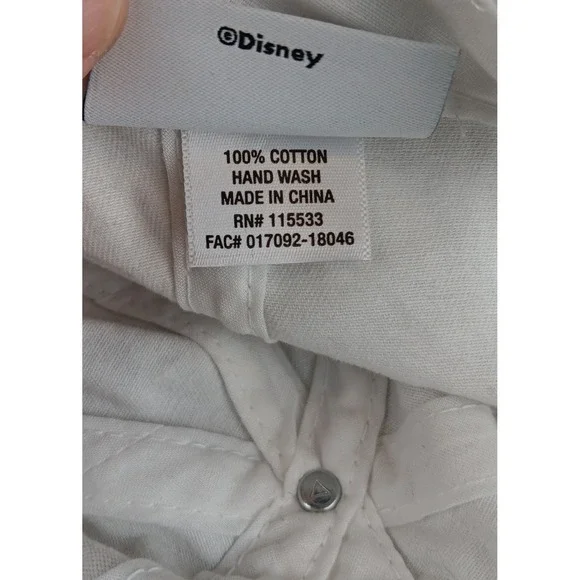 ©Disney
100% COTTON
HAND WASH
MADE IN CHINA
RN# 115533
FAC# 017092-18046